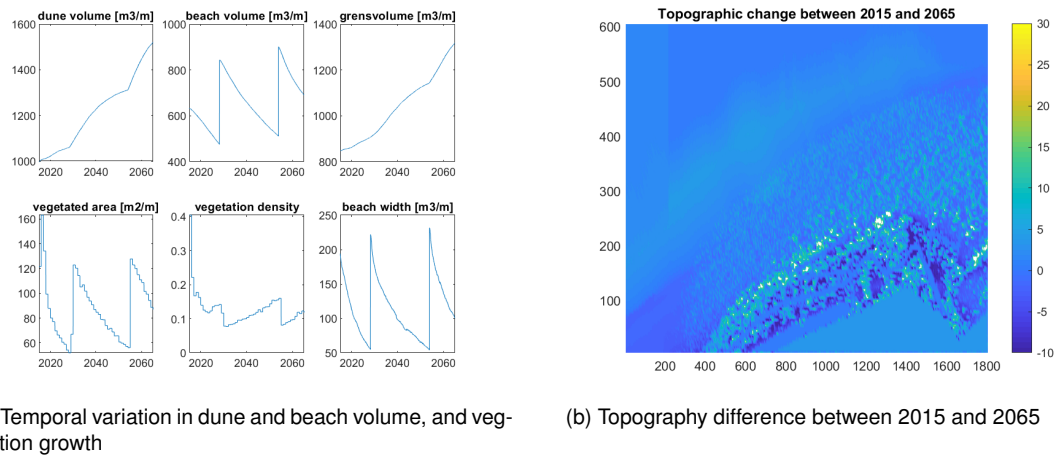 dune volume [m3/m]
1600
1400
1200
1000
2020 2040 2060
beach volume [m3/m]
1000
800
600
400
2020 2040 2060
grensvolume [m3/m]
1400
1200
1000
800
2020 2040 2060
vegetated area [m2/m]
160
140
120
100
80
60
2020 2040 2060
vegetation density
0.4
0.3
0.2
0.1
0
2020 2040 2060
beach width [m3/m]
250
200
150
100
50
2020 2040 2060
Topographic change between 2015 and 2065
600
500
400
300
200
100
200 400 600 800 1000 1200 1400 1600 1800
30
25
20
15
10
5
0
-5
-10
Temporal variation in dune and beach volume, and veg-
tion growth
(b) Topography difference between 2015 and 2065